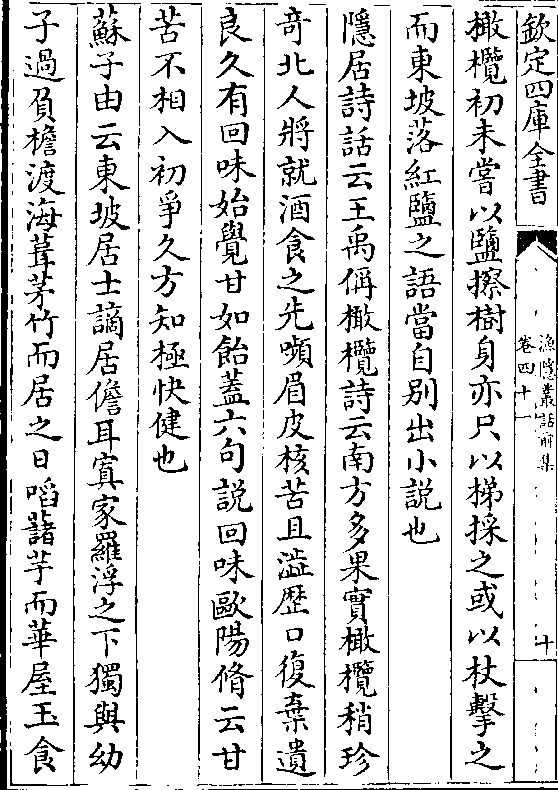 欽定四庫全書
漁隱叢話前集
卷四十一
十
橄欖初未嘗以鹽擦樹身亦只以梯採之或以杖擊之
而東坡落紅鹽之語當自别出小説也
隱居詩話云王禹偁橄欖詩云南方多果實橄欖稍珍
奇北人將就酒食之先嚬眉皮核苦且澁歴口復棄遺
良久有回味始覺甘如飴蓋六句説回味歐陽脩云甘
苦不相入初爭久方知極快健也
蘇子由云東坡居士謫居儋耳寘家羅浮之下獨與幼
子過負檐渡海葺茅竹而居之日啗藷芋而華屋玉食